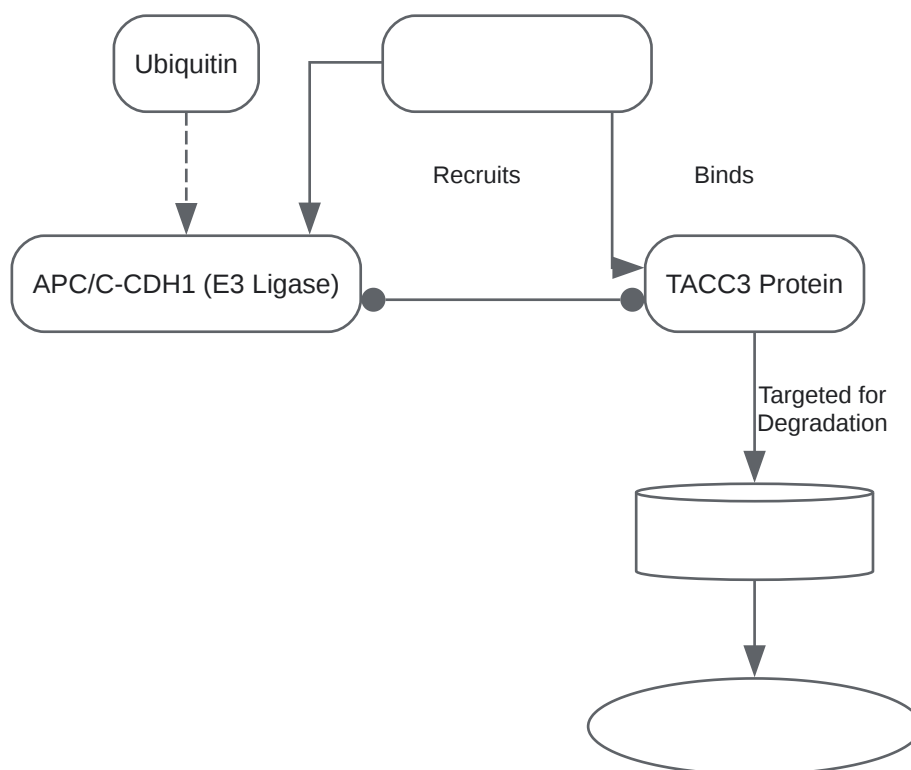 Ubiquitin
Recruits
Binds
APC/C-CDH1 (E3 Ligase)
TACC3 Protein
Targeted for
Degradation